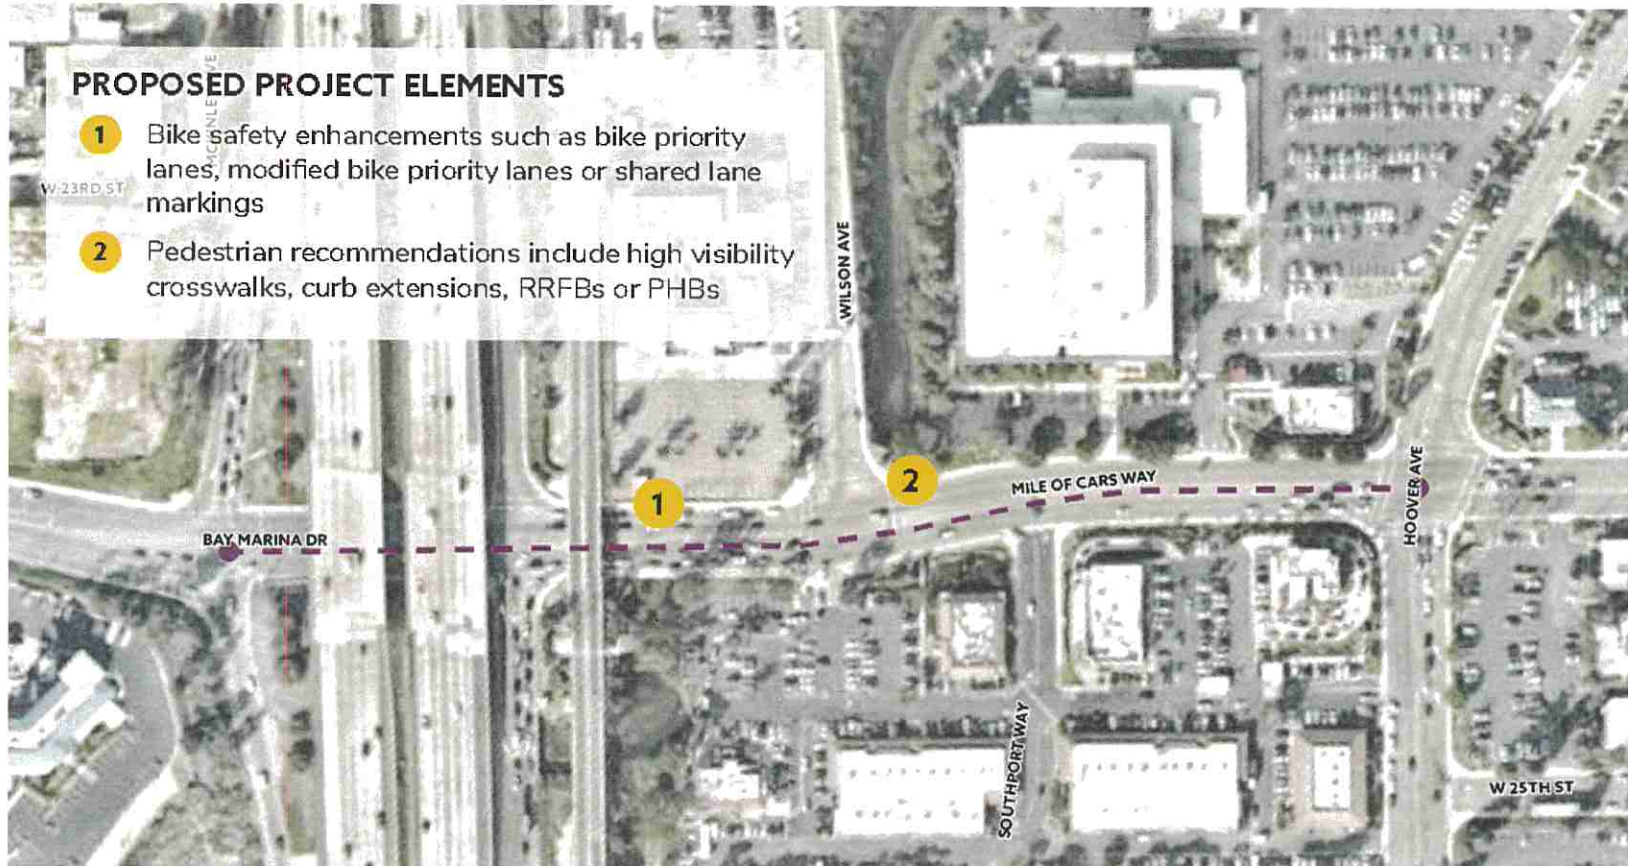 PROPOSED PROJECT ELEMENTS
1 Bike safety enhancements such as bike priority
lanes, modified bike priority lanes or shared lane
markings
2 Pedestrian recommendations include high visibility
crosswalks, curb extensions, RRFBs or PHBs
MCKINLEY AVE
W 23RD ST
WILSON AVE
1
2
MILE OF CARS WAY
HOOVER AVE
BAY MARINA DR
SOUTHPORT WAY
W 25TH ST